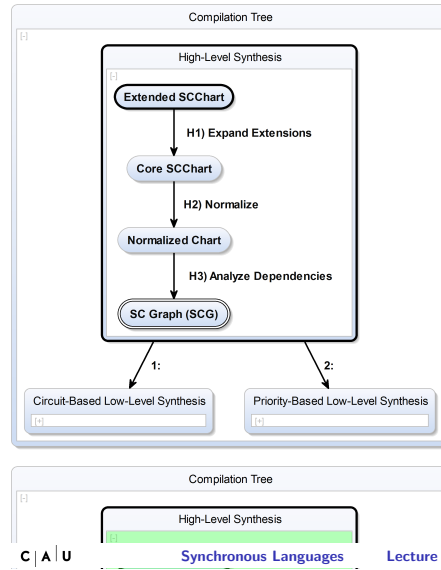 Compilation Tree
[-]
High-Level Synthesis
[-]
Extended SCChart
H1) Expand Extensions
Core SCChart
H2) Normalize
Normalized Chart
H3) Analyze Dependencies
SC Graph (SCG)
1:
2:
Circuit-Based Low-Level Synthesis
Priority-Based Low-Level Synthesis
[+]
[+]
Compilation Tree
[-]
High-Level Synthesis
[-]
C | A | U
Synchronous Languages
Lecture